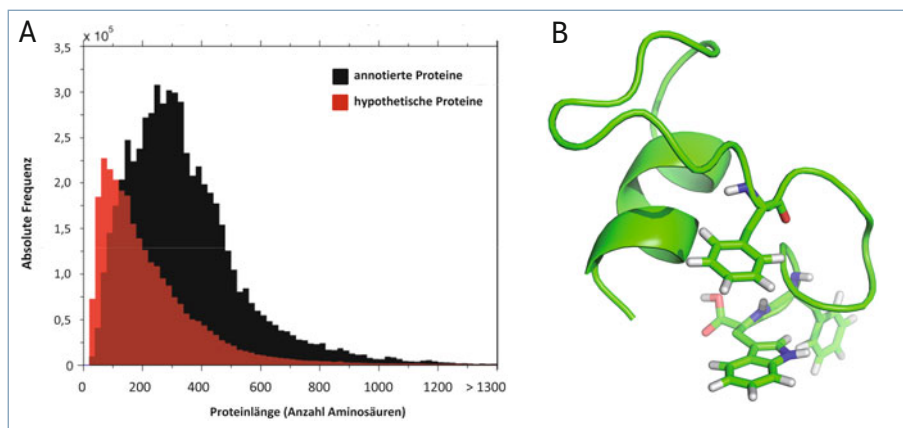 A
B
x 10⁵
3,5
3,0
2,5
2,0
1,5
1,0
0,5
0
Absolute Frequenz
annotierte Proteine
hypothetische Proteine
0 200 400 600 800 1000 1200 >1300
Proteinlänge (Anzahl Aminosäuren)